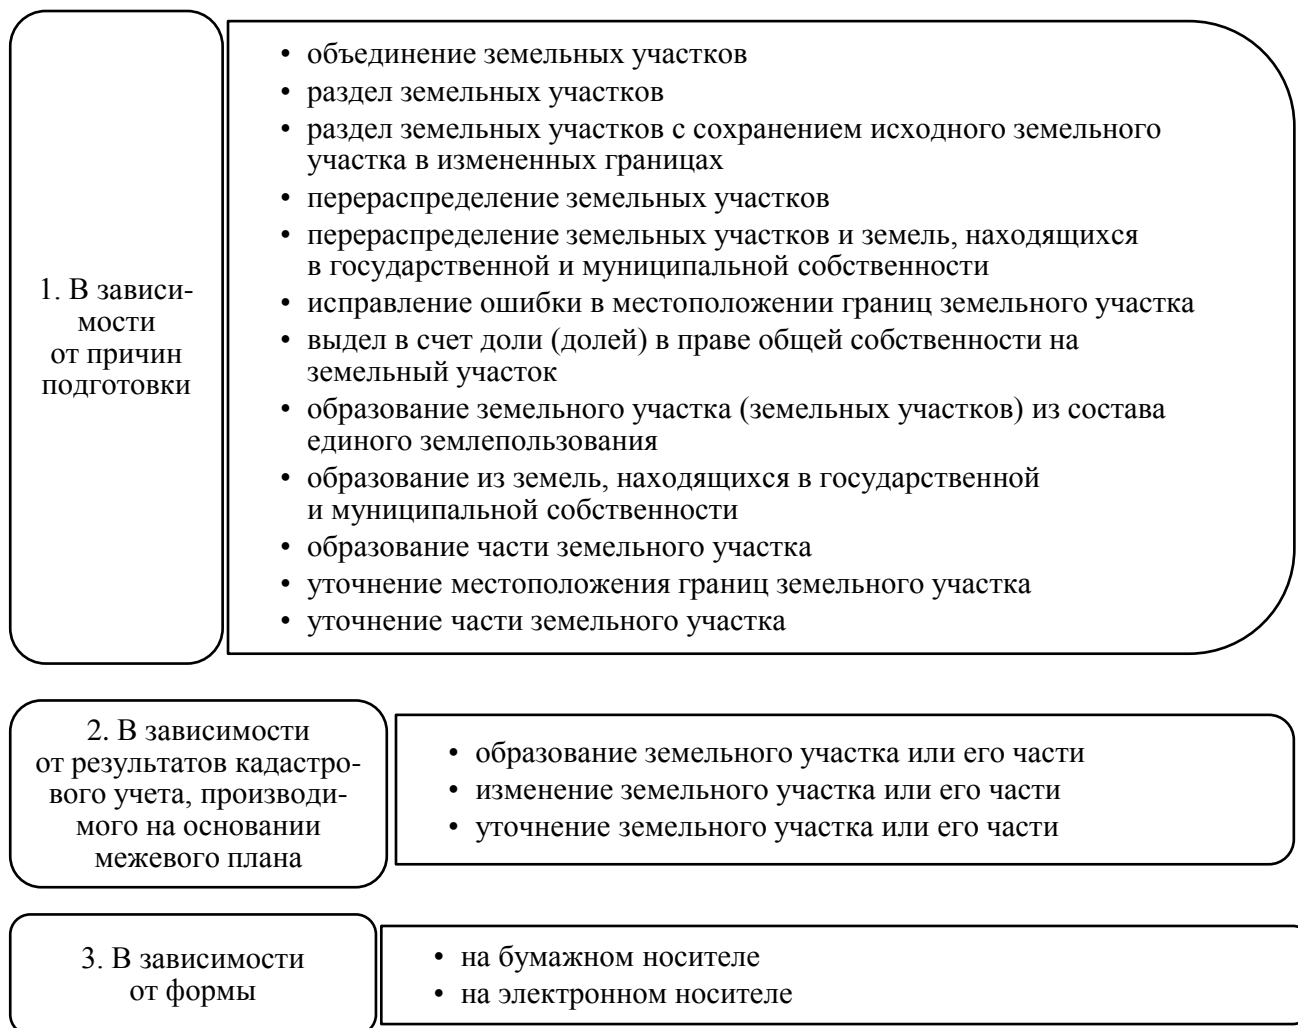 1. В зависи-
мости
от причин
подготовки
• объединение земельных участков
• раздел земельных участков
• раздел земельных участков с сохранением исходного земельного
участка в измененных границах
• перераспределение земельных участков
• перераспределение земельных участков и земель, находящихся
в государственной и муниципальной собственности
• исправление ошибки в местоположении границ земельного участка
• выдел в счет доли (долей) в праве общей собственности на
земельный участок
• образование земельного участка (земельных участков) из состава
единого землепользования
• образование из земель, находящихся в государственной
и муниципальной собственности
• образование части земельного участка
• уточнение местоположения границ земельного участка
• уточнение части земельного участка
2. В зависимости
от результатов кадастро-
вого учета, производи-
мого на основании
межевого плана
• образование земельного участка или его части
• изменение земельного участка или его части
• уточнение земельного участка или его части
3. В зависимости
от формы
• на бумажном носителе
• на электронном носителе